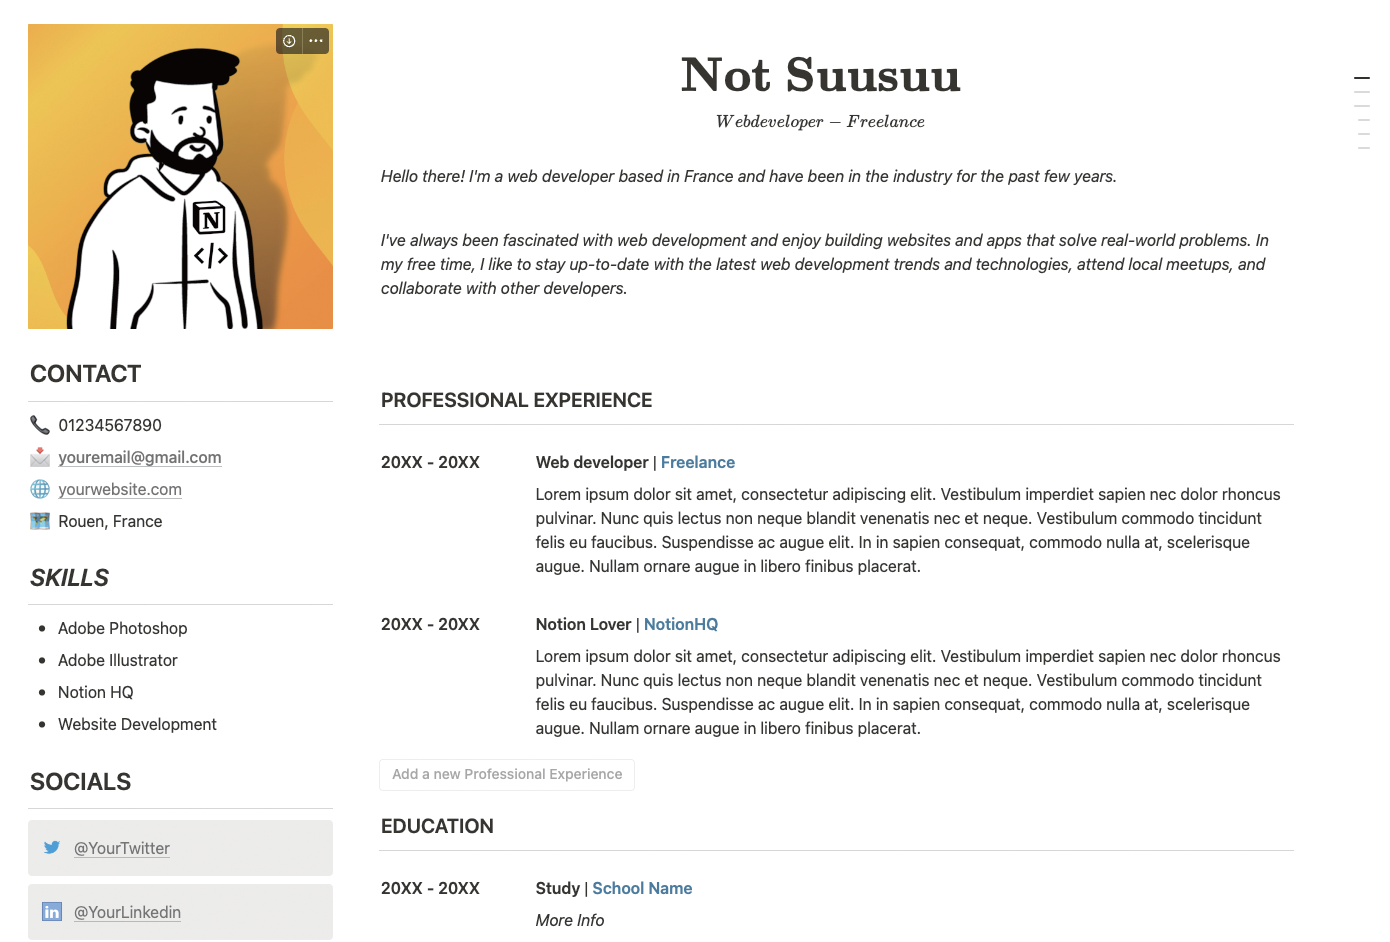 N
</>
CONTACT
01234567890
youremail@gmail.com
yourwebsite.com
Rouen, France
SKILLS
Adobe Photoshop
Adobe Illustrator
Notion HQ
Website Development
SOCIALS
@YourTwitter
in @YourLinkedin
Not Suusuu
Webdeveloper – Freelance
Hello there! I'm a web developer based in France and have been in the industry for the past few years.
I've always been fascinated with web development and enjoy building websites and apps that solve real-world problems. In
my free time, I like to stay up-to-date with the latest web development trends and technologies, attend local meetups, and
collaborate with other developers.
PROFESSIONAL EXPERIENCE
20XX - 20XX Web developer | Freelance
Lorem ipsum dolor sit amet, consectetur adipiscing elit. Vestibulum imperdiet sapien nec dolor rhoncus
pulvinar. Nunc quis lectus non neque blandit venenatis nec et neque. Vestibulum commodo tincidunt
felis eu faucibus. Suspendisse ac augue elit. In in sapien consequat, commodo nulla at, scelerisque
augue. Nullam ornare augue in libero finibus placerat.
20XX - 20XX Notion Lover | NotionHQ
Lorem ipsum dolor sit amet, consectetur adipiscing elit. Vestibulum imperdiet sapien nec dolor rhoncus
pulvinar. Nunc quis lectus non neque blandit venenatis nec et neque. Vestibulum commodo tincidunt
felis eu faucibus. Suspendisse ac augue elit. In in sapien consequat, commodo nulla at, scelerisque
augue. Nullam ornare augue in libero finibus placerat.
Add a new Professional Experience
EDUCATION
20XX - 20XX Study | School Name
More Info